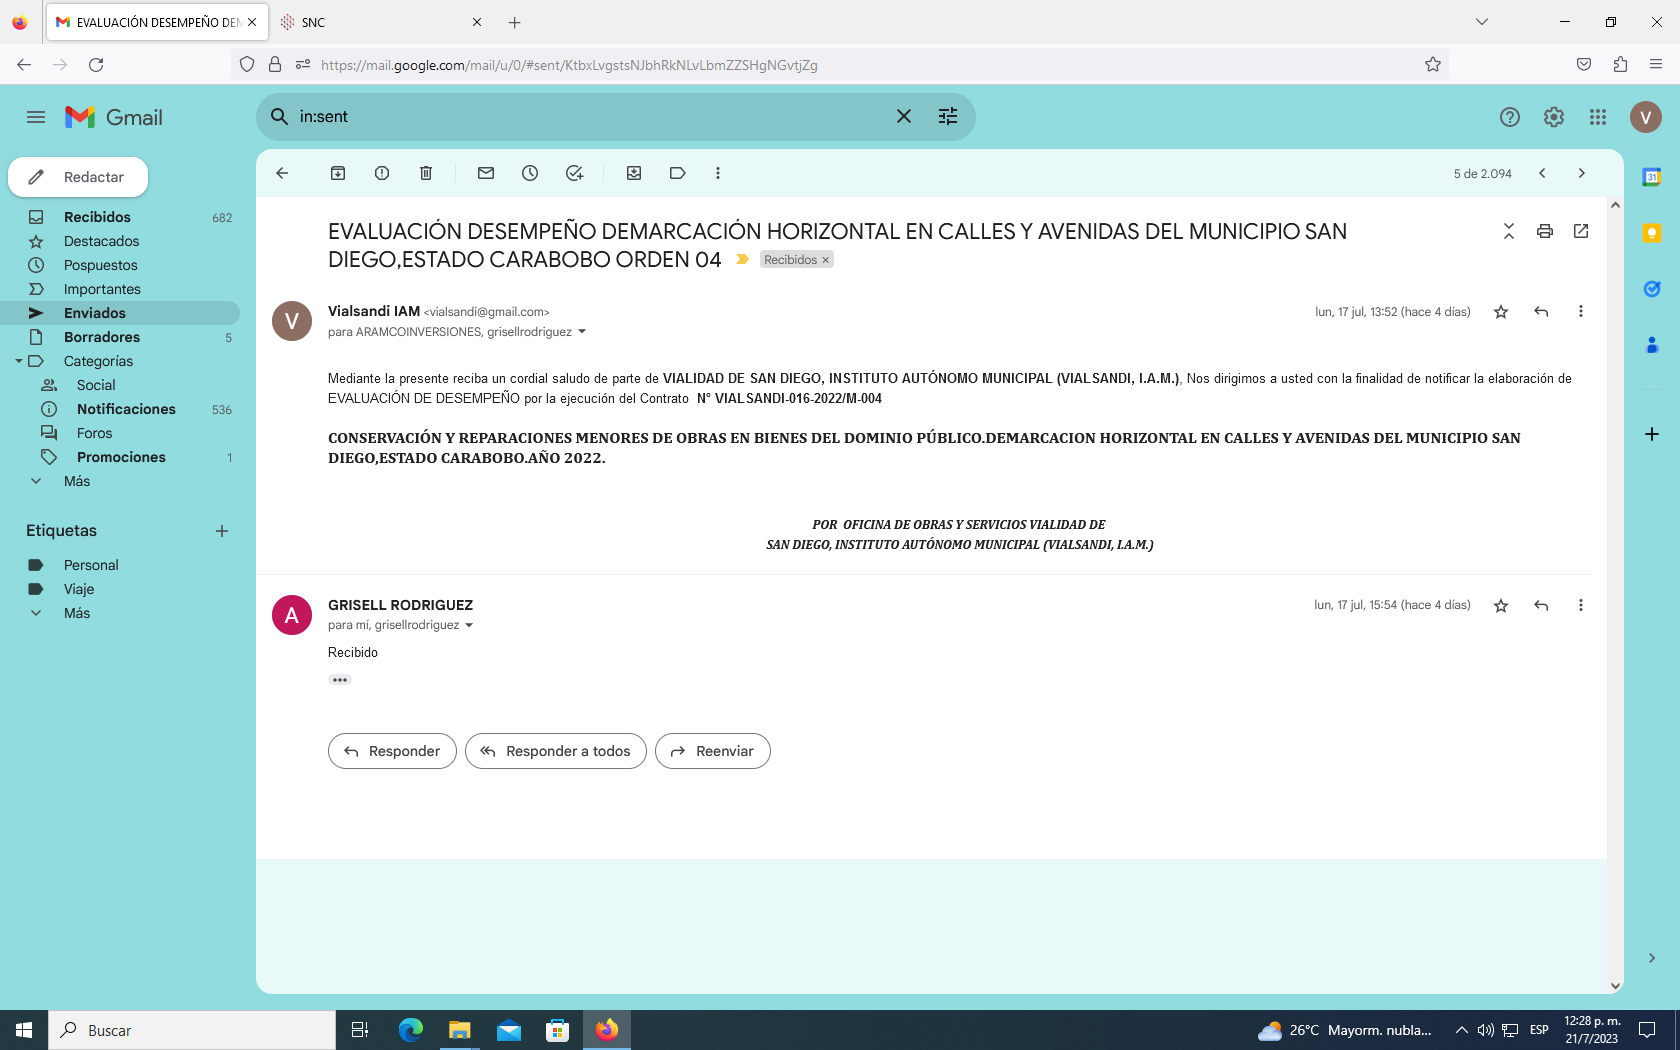 EVALUACIÓN DESEMPEÑO DEM
SNC
https://mail.google.com/mail/u/0/#sent/KtbxLvgstsNJbhRkNLvLbmZZSHgNGvtjZg
Gmail
in:sent
V
Redactar
5 de 2.094
31
Recibidos 682
Destacados
Pospuestos
Importantes
Enviados
Borradores 5
Categorías
Social
Notificaciones 536
Foros
Promociones 1
Más
Etiquetas
Personal
Viaje
Más
EVALUACIÓN DESEMPEÑO DEMARCACIÓN HORIZONTAL EN CALLES Y AVENIDAS DEL MUNICIPIO SAN
DIEGO,ESTADO CARABOBO ORDEN 04 Recibidos x
V
Vialsandi IAM <vialsandi@gmail.com> lun, 17 jul, 13:52 (hace 4 días)
para ARAMCOINVERSIONES, grisellrodriguez
Mediante la presente reciba un cordial saludo de parte de VIALIDAD DE SAN DIEGO, INSTITUTO AUTÓNOMO MUNICIPAL (VIALSANDI, I.A.M.), Nos dirigimos a usted con la finalidad de notificar la elaboración de
EVALUACIÓN DE DESEMPEÑO por la ejecución del Contrato N° VIALSANDI-016-2022/M-004
CONSERVACIÓN Y REPARACIONES MENORES DE OBRAS EN BIENES DEL DOMINIO PÚBLICO.DEMARCACION HORIZONTAL EN CALLES Y AVENIDAS DEL MUNICIPIO SAN
DIEGO,ESTADO CARABOBO.AÑO 2022.
POR OFICINA DE OBRAS Y SERVICIOS VIALIDAD DE
SAN DIEGO, INSTITUTO AUTÓNOMO MUNICIPAL (VIALSANDI, I.A.M.)
A
GRISELL RODRIGUEZ lun, 17 jul, 15:54 (hace 4 días)
para mí, grisellrodriguez
Recibido
Responder
Responder a todos
Reenviar
Buscar
26°C Mayorm. nubla...
ESP
12:28 p. m.
21/7/2023